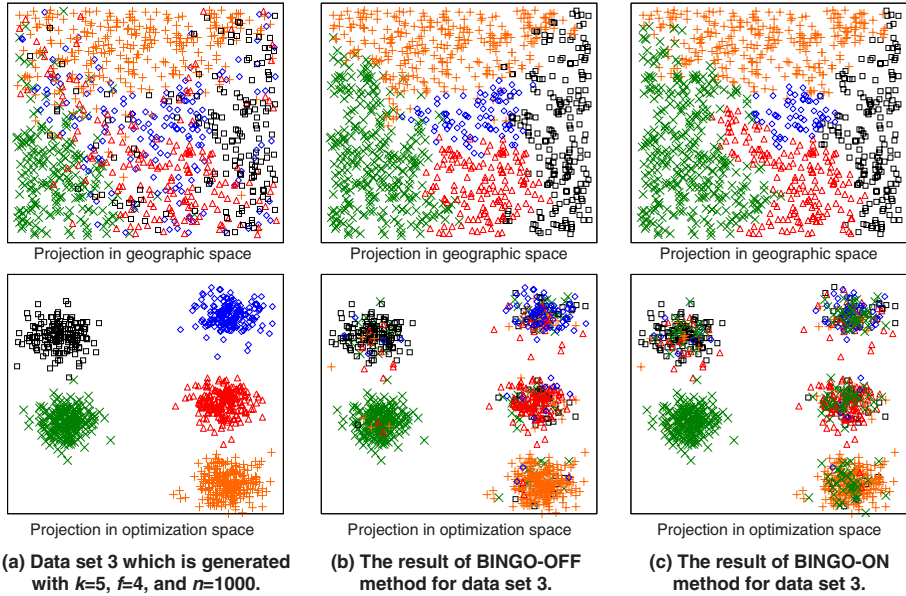 Projection in geographic space
Projection in geographic space
Projection in geographic space
Projection in optimization space
Projection in optimization space
Projection in optimization space
(a) Data set 3 which is generated
with k=5, f=4, and n=1000.
(b) The result of BINGO-OFF
method for data set 3.
(c) The result of BINGO-ON
method for data set 3.